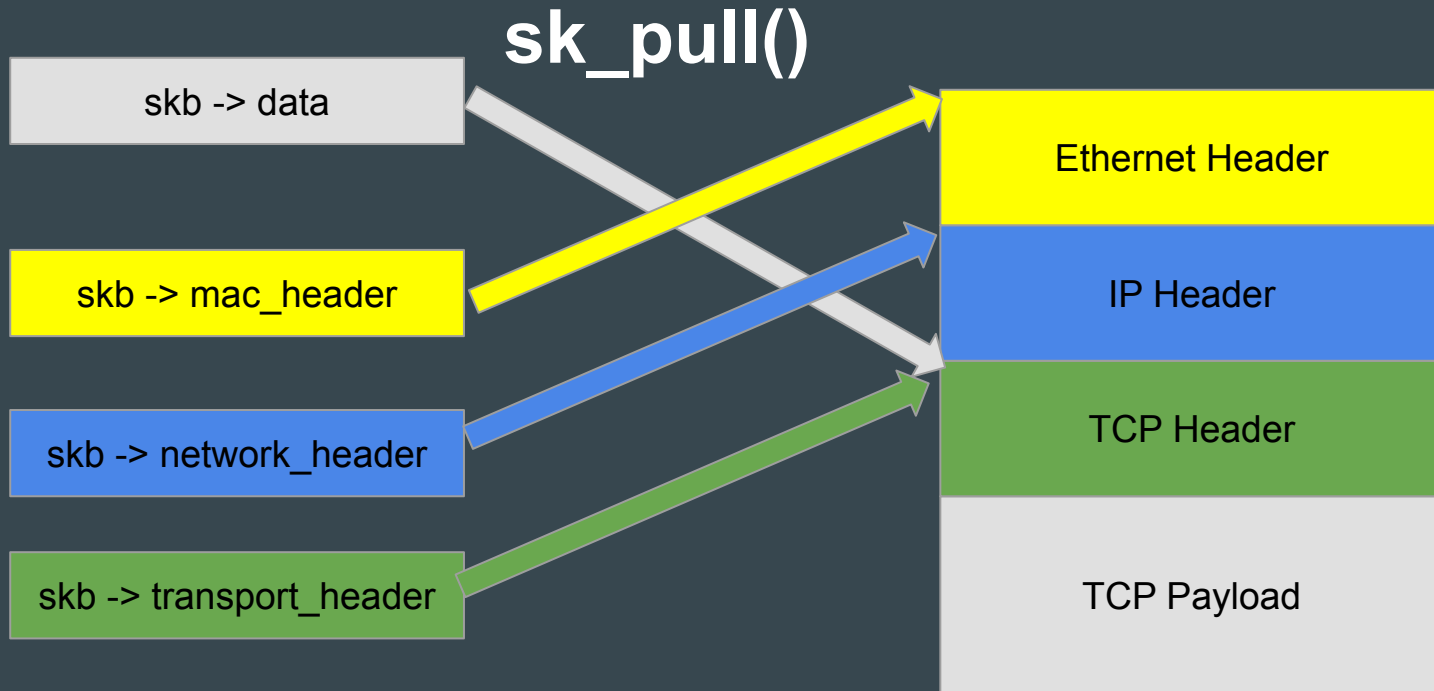 sk_pull()
skb -> data
skb -> mac_header
skb -> network_header
skb -> transport_header
Ethernet Header
IP Header
TCP Header
TCP Payload